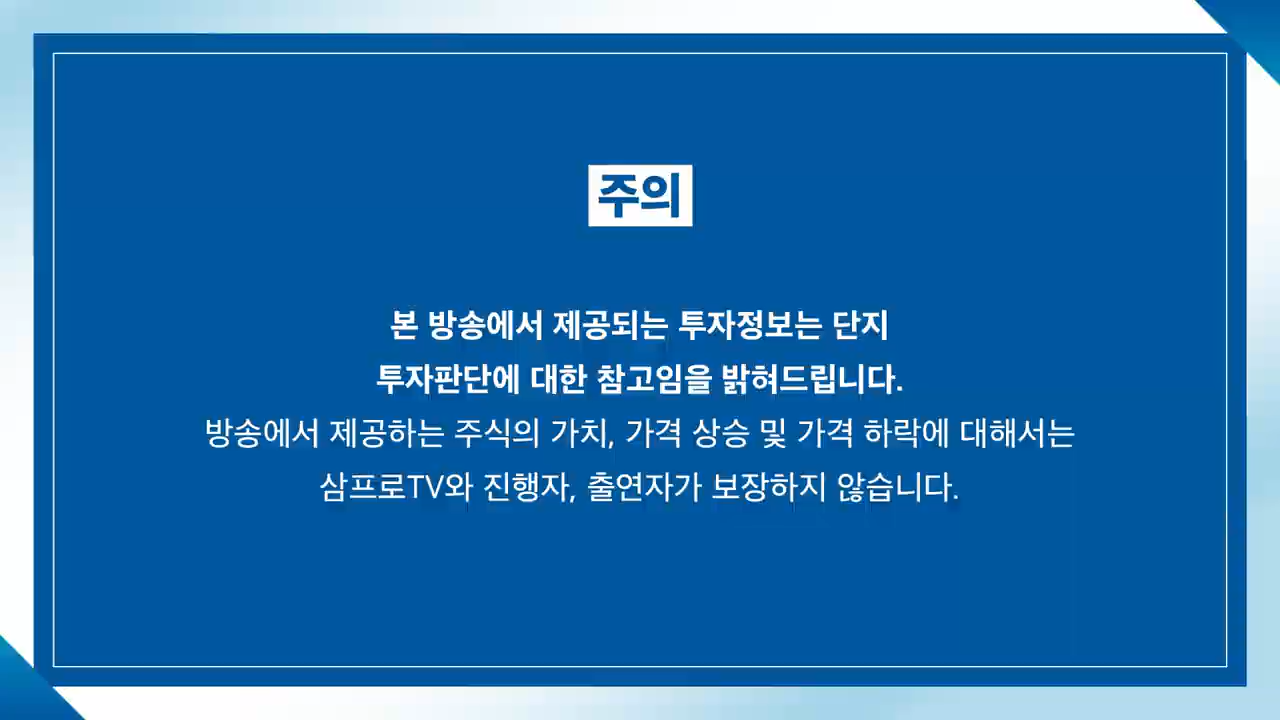 주의
본 방송에서 제공되는 투자정보는 단지
투자판단에 대한 참고임을 밝혀드립니다.
방송에서 제공하는 주식의 가치, 가격 상승 및 가격 하락에 대해서는
삼프로TV와 진행자, 출연자가 보장하지 않습니다.